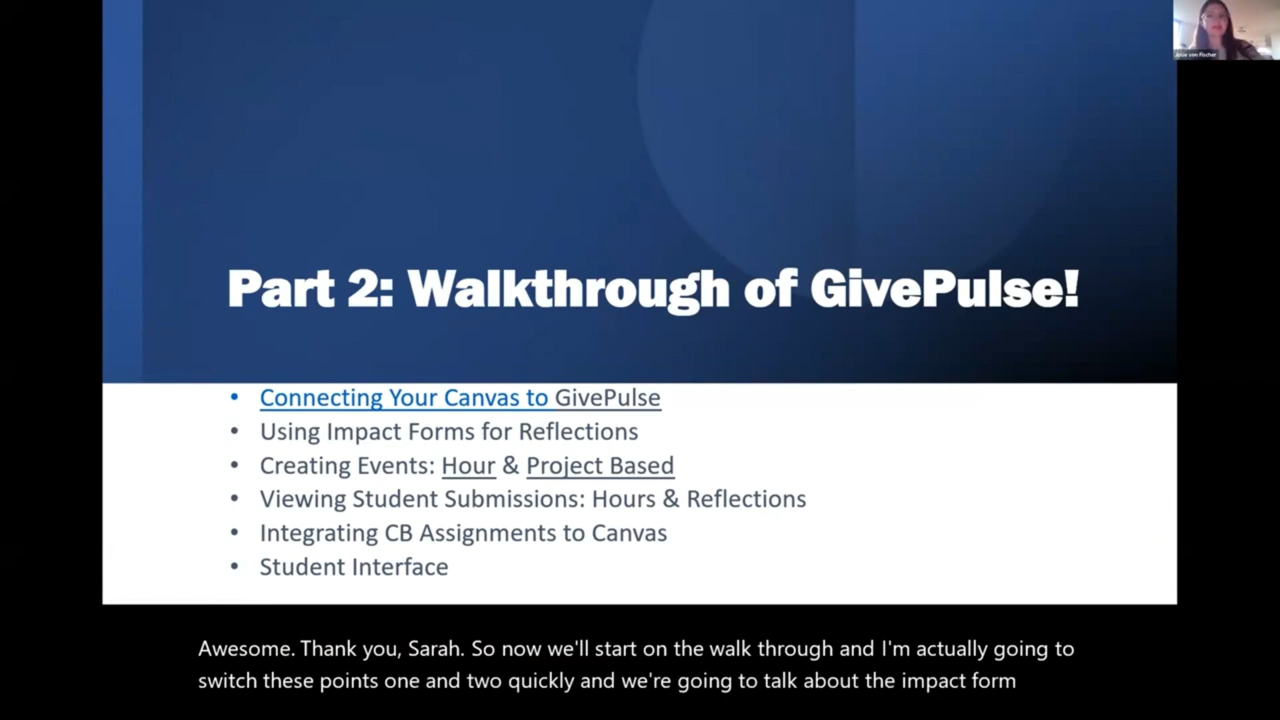 Part 2: Walkthrough of GivePulse!
• Connecting Your Canvas to GivePulse
• Using Impact Forms for Reflections
• Creating Events: Hour & Project Based
• Viewing Student Submissions: Hours & Reflections
• Integrating CB Assignments to Canvas
• Student Interface
Awesome. Thank you, Sarah. So now we'll start on the walk through and I'm actually going to
switch these points one and two quickly and we're going to talk about the impact form